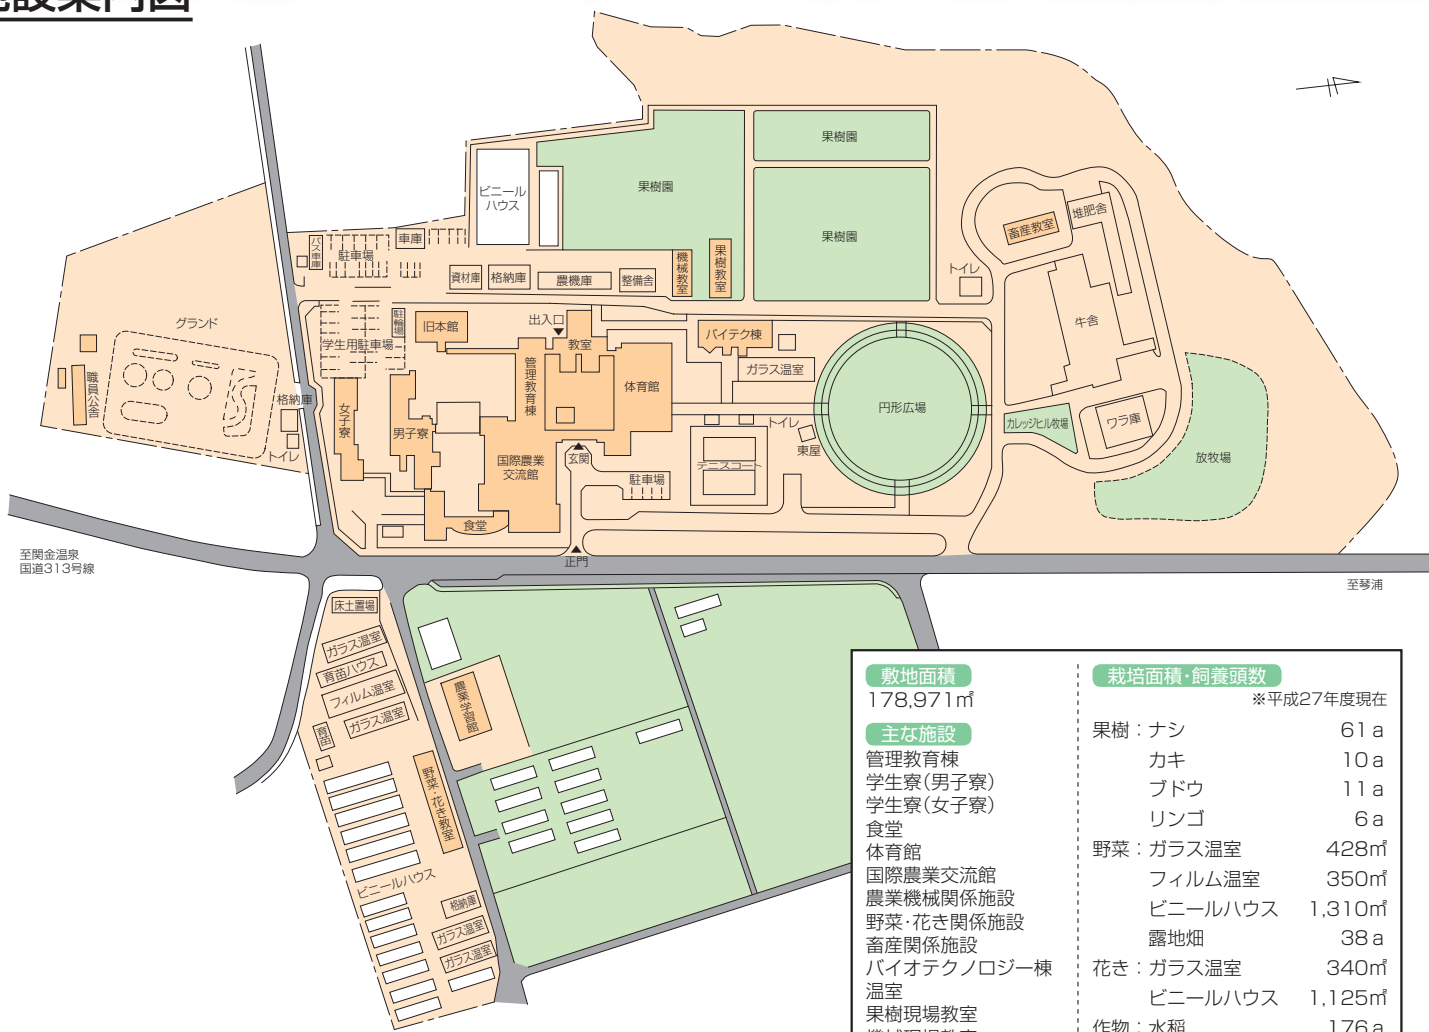 施設案内図
果樹園
果樹園
果樹園
ビニール
ハウス
バス車庫
駐車場
車庫
資材庫
格納庫
農機庫
整備舎
機械教室
果樹教室
畜産教室
堆肥舎
トイレ
牛舎
グランド
職員公舎
格納庫
トイレ
学生用駐車場
駐輪場
旧本館
出入口
教室
管理教育棟
体育館
バイテク棟
ガラス温室
円形広場
カレッジヒル牧場
ワラ庫
放牧場
女子寮
男子寮
国際農業
交流館
玄関
食堂
駐車場
テニスコート
トイレ
東屋
正門
至関金温泉
国道313号線
至琴浦
床土置場
ガラス温室
育苗ハウス
フィルム温室
ガラス温室
育苗
農業学習館
野菜・花き教室
ビニールハウス
格納庫
ガラス温室
ガラス温室
敷地面積
178,971㎡
主な施設
管理教育棟
学生寮(男子寮)
学生寮(女子寮)
食堂
体育館
国際農業交流館
農業機械関係施設
野菜・花き関係施設
畜産関係施設
バイオテクノロジー棟
温室
果樹現場教室
機械現場教室
栽培面積・飼養頭数
※平成27年度現在
果樹：ナシ 61a
カキ 10a
ブドウ 11a
リンゴ 6a
野菜：ガラス温室 428㎡
フィルム温室 350㎡
ビニールハウス 1,310㎡
露地畑 38a
花き：ガラス温室 340㎡
ビニールハウス 1,125㎡
作物：水稲 176a